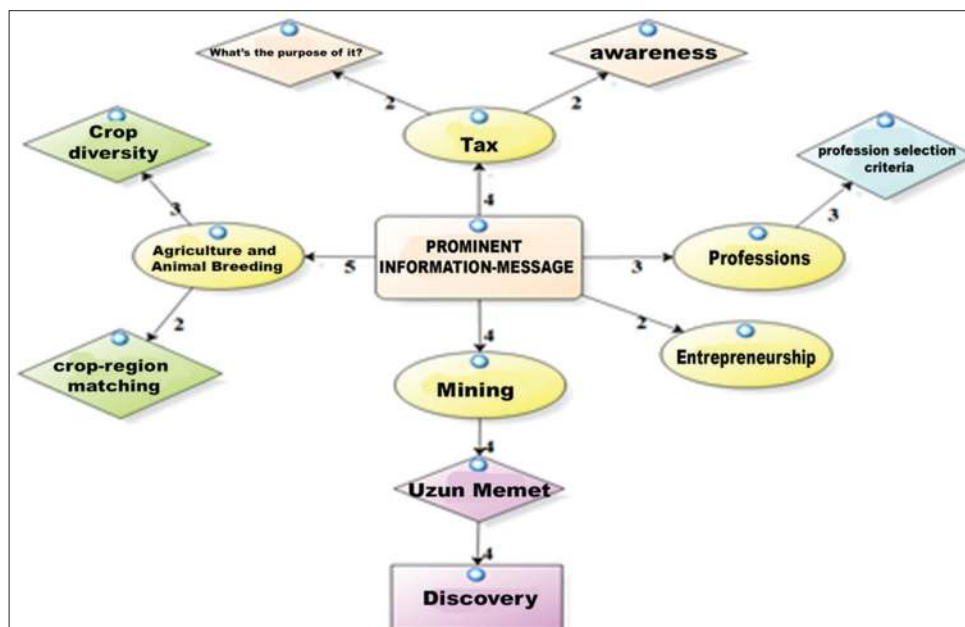 What's the purpose of it?
awareness
2
2
Tax
Crop
diversity
profession selection
criteria
3
4
3
Agriculture and
Animal Breeding
5
PROMINENT
INFORMATION-MESSAGE
3
Professions
2
4
2
Entrepreneurship
crop-region
matching
Mining
4
Uzun Memet
4
Discovery